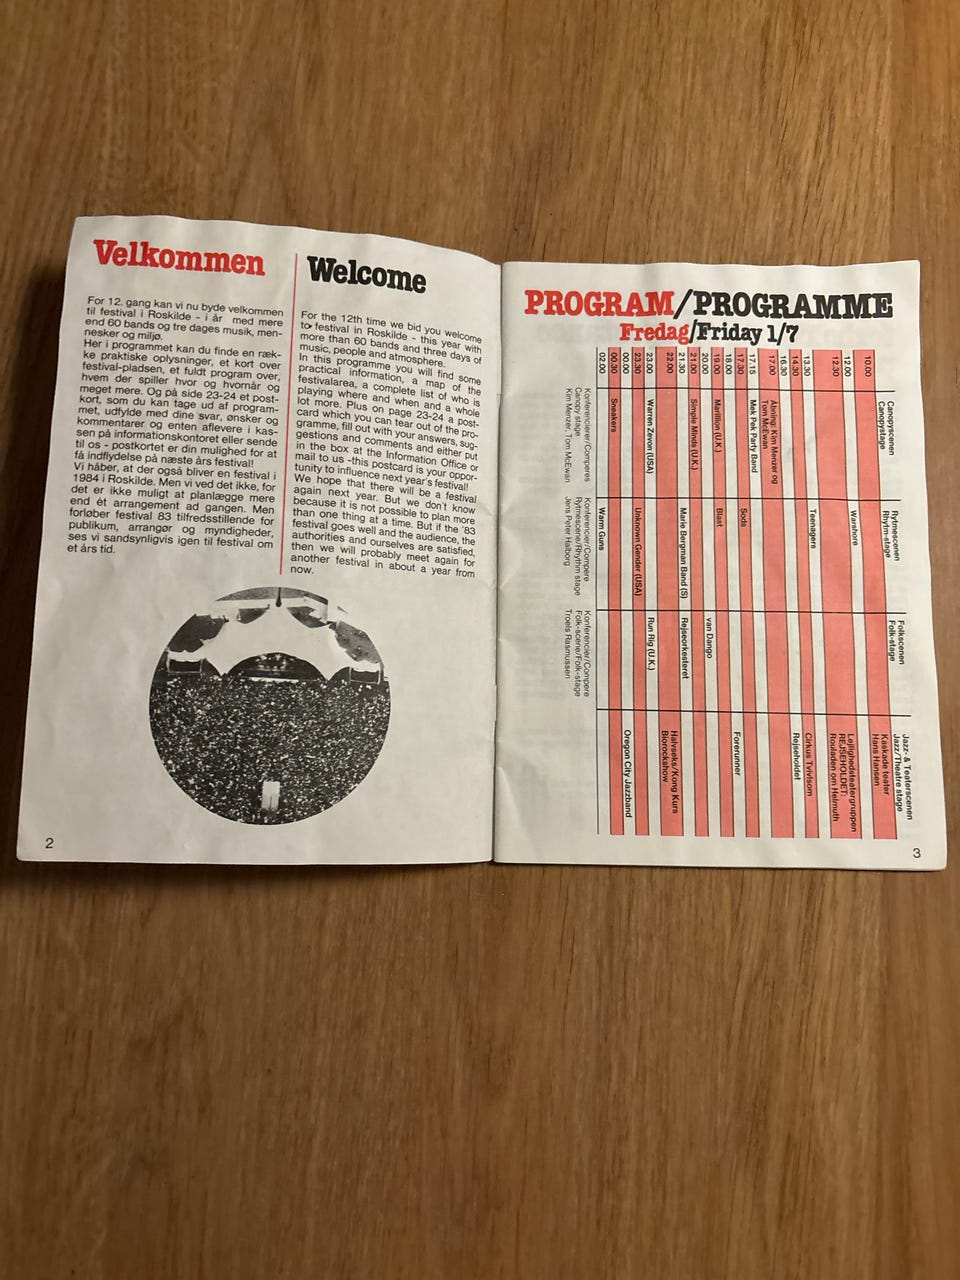 Velkommen
For 12. gang kan vi nu byde velkommen
til festival i Roskilde - i år med mere
end 60 bands og tre dages musik, men-
nesker og miljø.
Her i programmet kan du finde en ræk-
ke praktiske oplysninger, et kort over
festival-pladsen, et fuldt program over,
hvem der spiller hvor og hvornår og
meget mere. Og på side 23-24 et post-
kort, som du kan tage ud af program-
met, udfylde med dine svar, ønsker og
kommentarer og enten aflevere i kas-
sen på informationskontoret eller sende
til os - postkortet er din mulighed for at
få indflydelse på næste års festival!
Vi håber, at der også bliver en festival i
1984 i Roskilde. Men vi ved det ikke, for
det er ikke muligt at planlægge mere
end ét arrangement ad gangen. Men
forløber festival 83 tilfredsstillende for
publikum, arrangør og myndigheder,
ses vi sandsynligvis igen til festival om
et års tid.
Welcome
For the 12th time we bid you welcome
to festival in Roskilde - this year with
more than 60 bands and three days of
music, people and atmosphere.
In this programme you will find some
practical information, a map of the
festivalarea, a complete list of who is
playing where and when and a whole
lot more. Plus on page 23-24 a post-
card which you can tear out of the pro-
gramme, fill out with your answers, sug-
gestions and comments and either put
in the box at the Information Office or
mail to us -this postcard is your oppor-
tunity to influence next year's festival!
We hope that there will be a festival
again next year. But we don't know
because it is not possible to plan more
than one thing at a time. But if the '83
festival goes well and the audience, the
authorities and ourselves are satisfied,
then we will probably meet again for
another festival in about a year from
now.
2
PROGRAM/PROGRAMME
Fredag/Friday 1/7
Canopyscenen Rytmescenen Folkscenen Jazz- & Teaterscenen
Canopystage Rhytm-stage Folk-stage Jazz/Theatre stage
10.00 Kaskade teater
Hans Hansen
12.00 Warshore
12.30 Lajlighedsteatergruppen
REJSEHOLDET:
Rouladen om Helmuth
13.30 Teenagers Cirkus Tvivisom
14.30 Rejseholdet
16.30
17.00 Åbning: Kim Menzer og
Tom McEwan
17.15 Mek Pek Party Band
17.30 Sods
18.00 Forerunner
19.00 Marillion (U.K.) Blast
20.00 van Dango
21.00 Simple Minds (U.K.)
21.30 Marie Bergman Band (S) Rejseorkesteret
22.00 Halvseks/Kong Kurs
Biorockshow
23.00 Warren Zevon (USA) Run Rig (U.K.)
23.30 Unknown Gender (USA)
00.00 Oregon City Jazzband
00.30 Sneakers
02.00 Warm Guns
Konferencierer/Comperes Konferencier/Compere Konferencier/Compere
Canopy stage Rytmescene/Rhythm stage Folk-scene/Folk-stage
Kim Menzer, Tom McEwan Jens Peter Halborg Troels Rasmussen
3